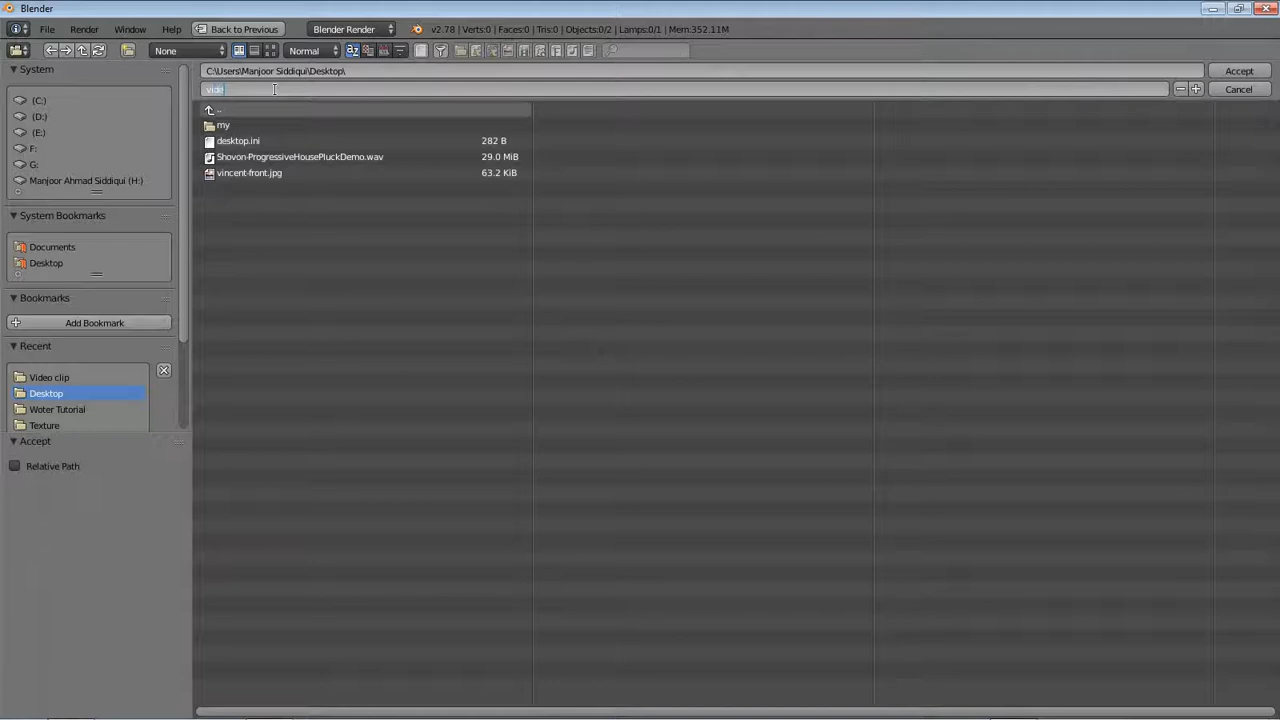 Blender
File Render Window Help Back to Previous Blender Render v2.78 | Verts:0 | Faces:0 | Tris:0 | Objects:0/2 | Lamps:0/1 | Mem:352.11M
None Normal
System
C:\Users\Manjoor Siddiqui\Desktop\ Accept
vide Cancel
(C:)
(D:)
(E:)
F:
G:
Manjoor Ahmad Siddiqui (H:)
..
my
desktop.ini 282 B
Shovon-ProgressiveHousePluckDemo.wav 29.0 MiB
vincent-front.jpg 63.2 KiB
System Bookmarks
Documents
Desktop
Bookmarks
Add Bookmark
Recent
Video clip
Desktop
Woter Tutorial
Texture
Accept
Relative Path